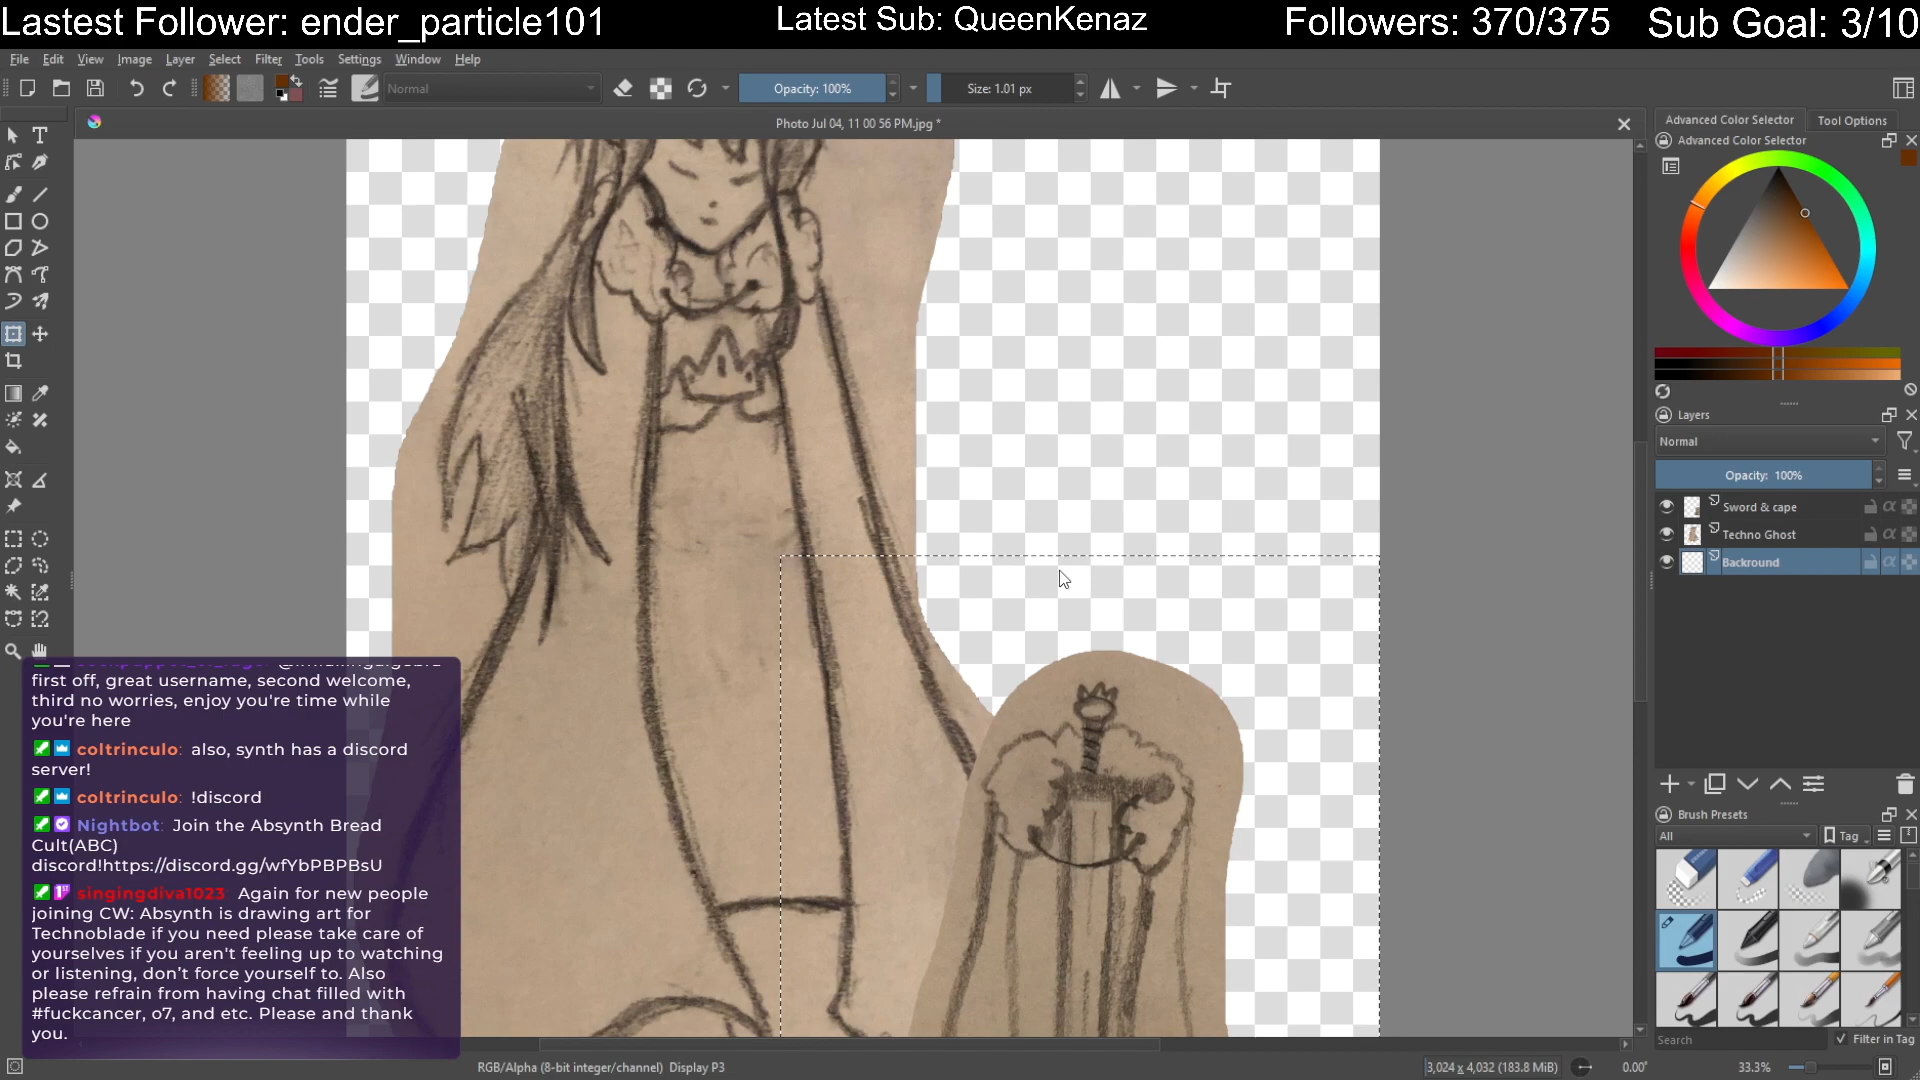 Lastest Follower: ender_particle101 Latest Sub: QueenKenaz Followers: 370/375 Sub Goal: 3/10
File Edit View Image Layer Select Filter Tools Settings Window Help
Normal Opacity: 100% Size: 1.01 px
Photo Jul 04, 11 00 56 PM.jpg *
Advanced Color Selector Tool Options
Advanced Color Selector
Layers
Normal
Opacity: 100%
Sword & cape
Techno Ghost
Backround
Brush Presets
All Tag
Search Filter in Tag
first off, great username, second welcome,
third no worries, enjoy you're time while
you're here
coltrinculo: also, synth has a discord
server!
coltrinculo: !discord
Nightbot: Join the Absynth Bread
Cult(ABC)
discord!https://discord.gg/wfYbPBPBsU
singingdiva1023: Again for new people
joining CW: Absynth is drawing art for
Technoblade if you need please take care of
yourselves if you aren't feeling up to watching
or listening, don't force yourself to. Also
please refrain from having chat filled with
#fuckcancer, o7, and etc. Please and thank
you.
RGB/Alpha (8-bit integer/channel) Display P3 3,024 x 4,032 (183.8 MiB) 0.00° 33.3%